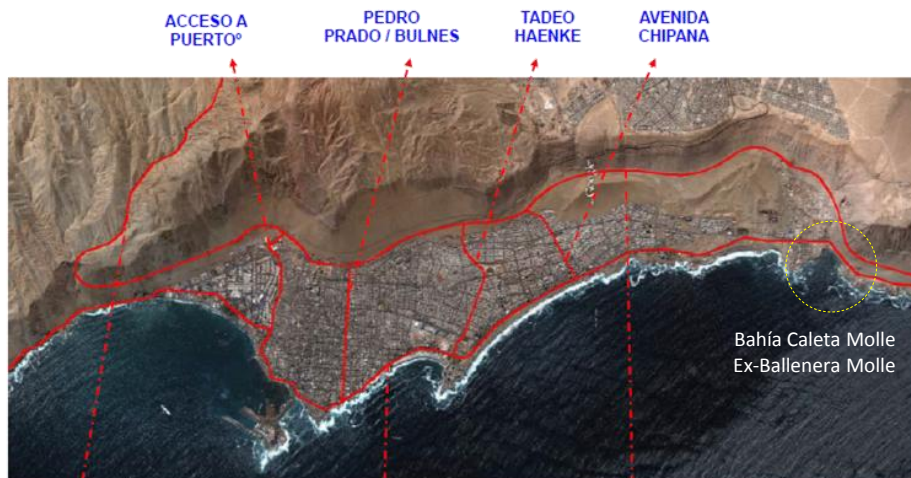 ACCESO A
PUERTOº
PEDRO
PRADO / BULNES
TADEO
HAENKE
AVENIDA
CHIPANA
Bahía Caleta Molle
Ex-Ballenera Molle